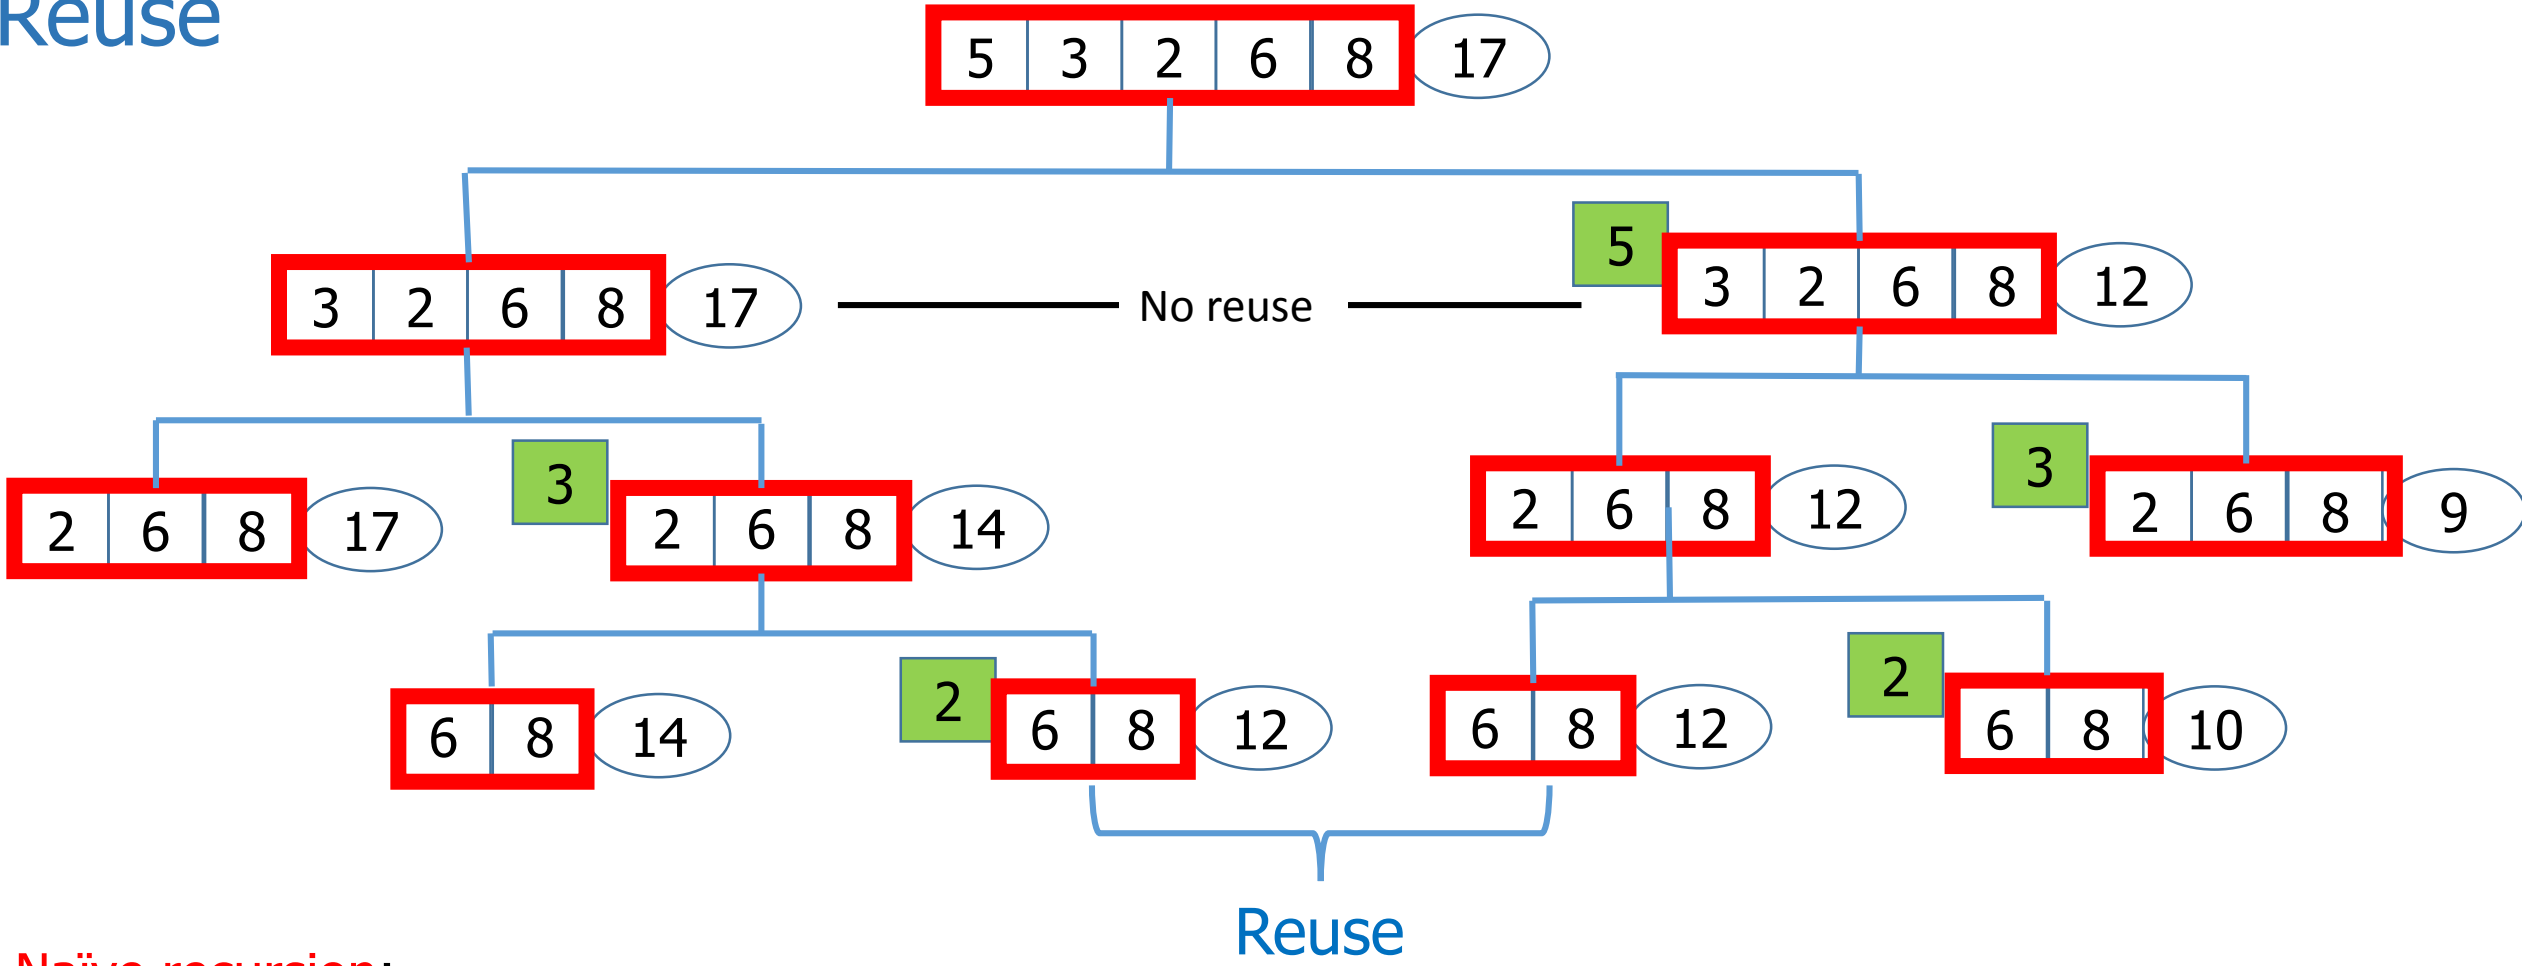 Reuse
5 3 2 6 8 17
5
3 2 6 8 17
No reuse
3 2 6 8 12
3
3
2 6 8 17
2 6 8 14
2 6 8 12
2 6 8 9
2
2
6 8 14
6 8 12
6 8 12
6 8 10
Reuse
Naïve recursion: